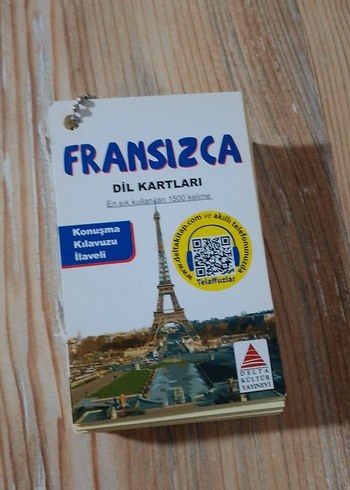 FRANSIZCA
DİL KARTLARI
En sık kullanılan 1500 kelime
Konuşma
Kılavuzu
İlaveli
www.deltakitap.com ve akıllı telefonunuzla
Telaffuzlar
DELTA
KÜLTÜR
YAYINEVİ